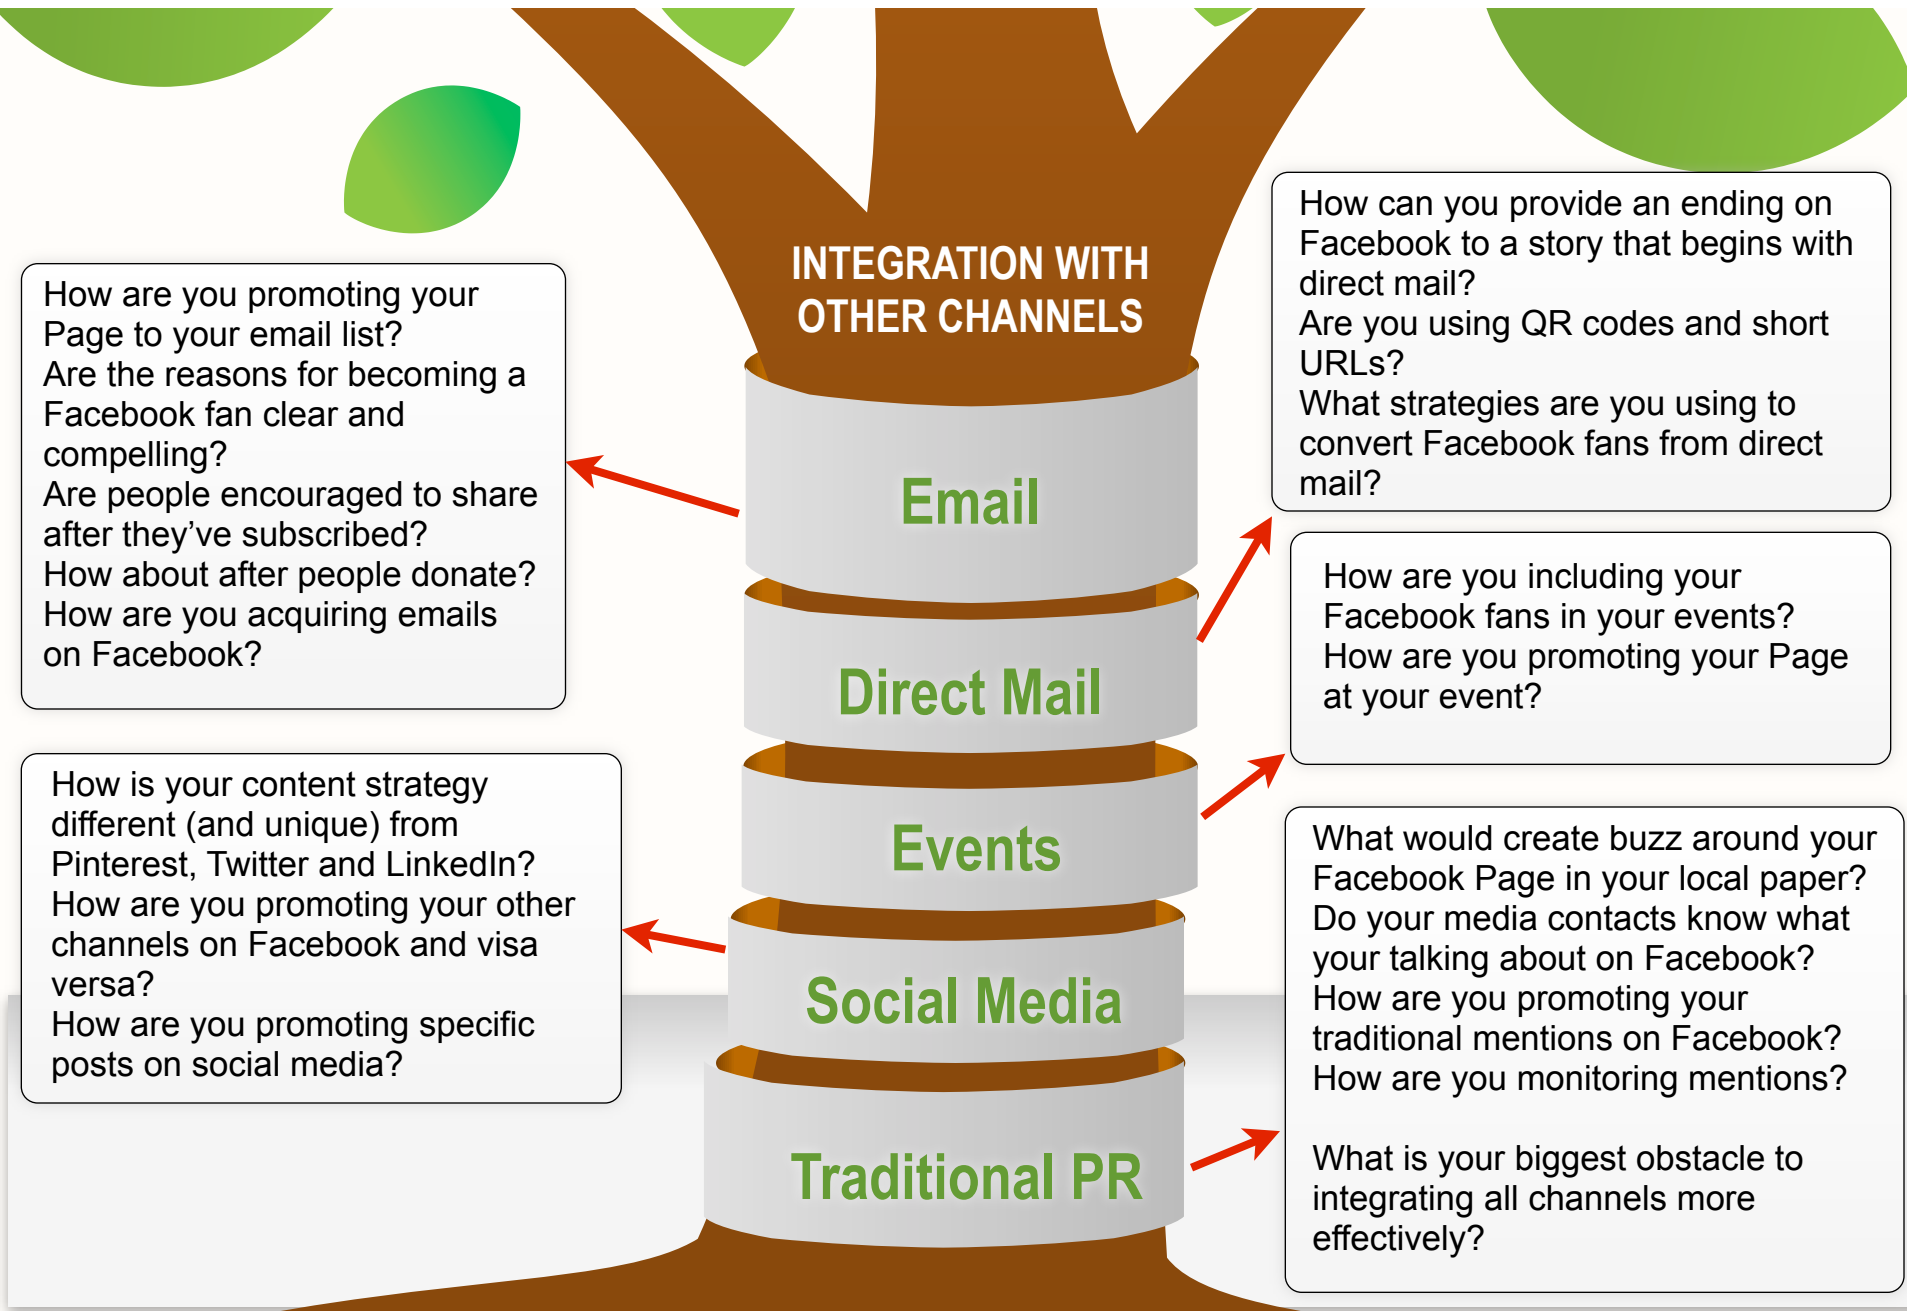 INTEGRATION WITH
OTHER CHANNELS
How are you promoting your
Page to your email list?
Are the reasons for becoming a
Facebook fan clear and
compelling?
Are people encouraged to share
after they've subscribed?
How about after people donate?
How are you acquiring emails
on Facebook?
How can you provide an ending on
Facebook to a story that begins with
direct mail?
Are you using QR codes and short
URLs?
What strategies are you using to
convert Facebook fans from direct
mail?
Email
How are you including your
Facebook fans in your events?
How are you promoting your Page
at your event?
Direct Mail
Events
How is your content strategy
different (and unique) from
Pinterest, Twitter and LinkedIn?
How are you promoting your other
channels on Facebook and visa
versa?
How are you promoting specific
posts on social media?
Social Media
What would create buzz around your
Facebook Page in your local paper?
Do your media contacts know what
your talking about on Facebook?
How are you promoting your
traditional mentions on Facebook?
How are you monitoring mentions?
What is your biggest obstacle to
integrating all channels more
effectively?
Traditional PR